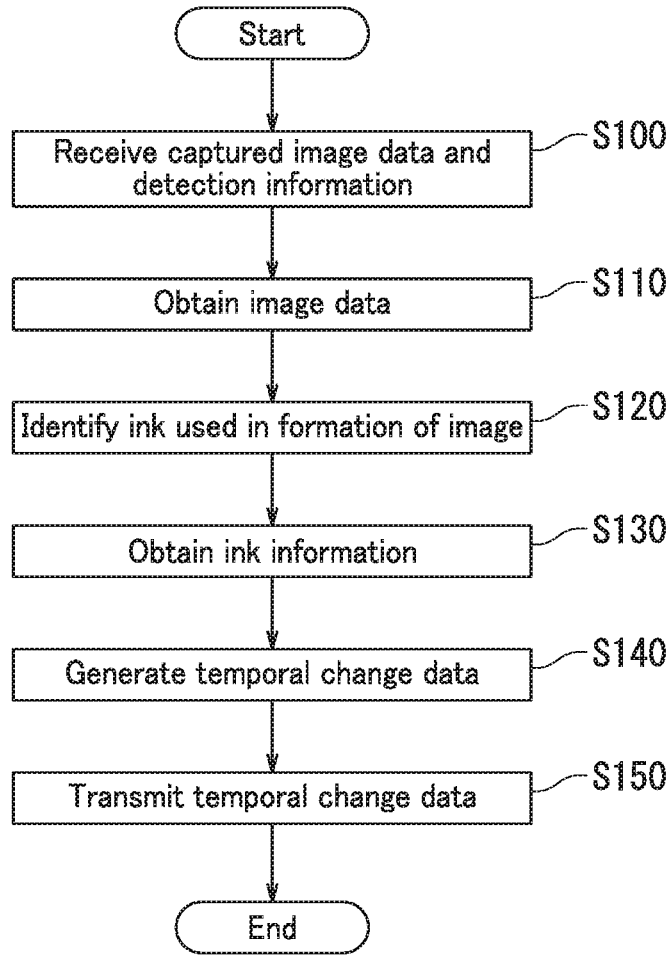 Start
Receive captured image data and
detection information
S100
Obtain image data
S110
Identify ink used in formation of image
S120
Obtain ink information
S130
Generate temporal change data
S140
Transmit temporal change data
S150
End